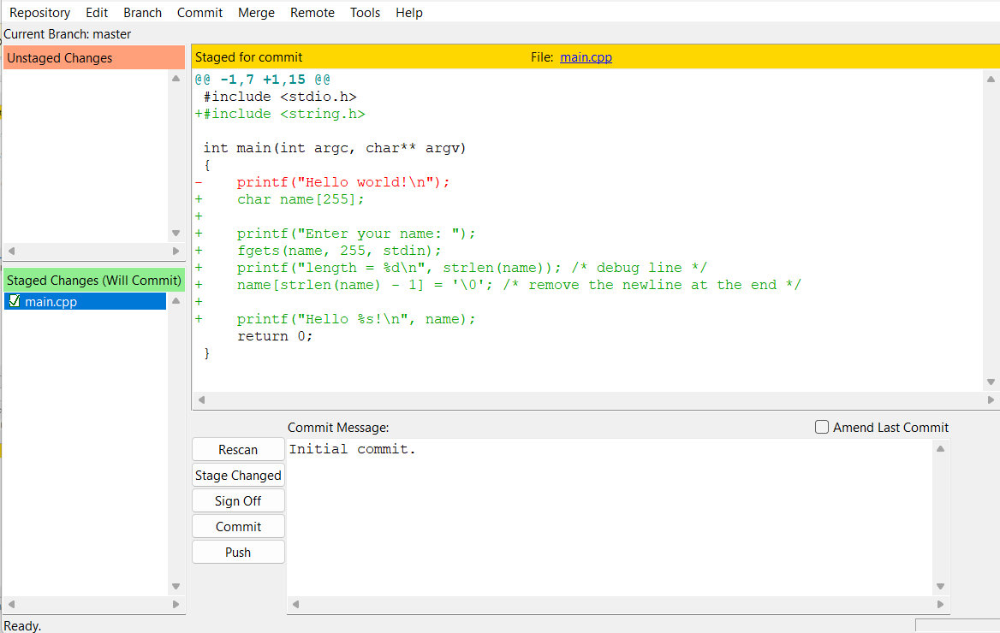 Repository Edit Branch Commit Merge Remote Tools Help
Current Branch: master
Unstaged Changes
Staged Changes (Will Commit)
main.cpp
Staged for commit File: main.cpp
@@ -1,7 +1,15 @@
 #include <stdio.h>
+#include <string.h>
 int main(int argc, char** argv)
 {
-    printf("Hello world!\n");
+    char name[255];
+
+    printf("Enter your name: ");
+    fgets(name, 255, stdin);
+    printf("length = %d\n", strlen(name)); /* debug line */
+    name[strlen(name) - 1] = '\0'; /* remove the newline at the end */
+
+    printf("Hello %s!\n", name);
     return 0;
 }
Commit Message: Amend Last Commit
Rescan
Stage Changed
Sign Off
Commit
Push
Initial commit.
Ready.